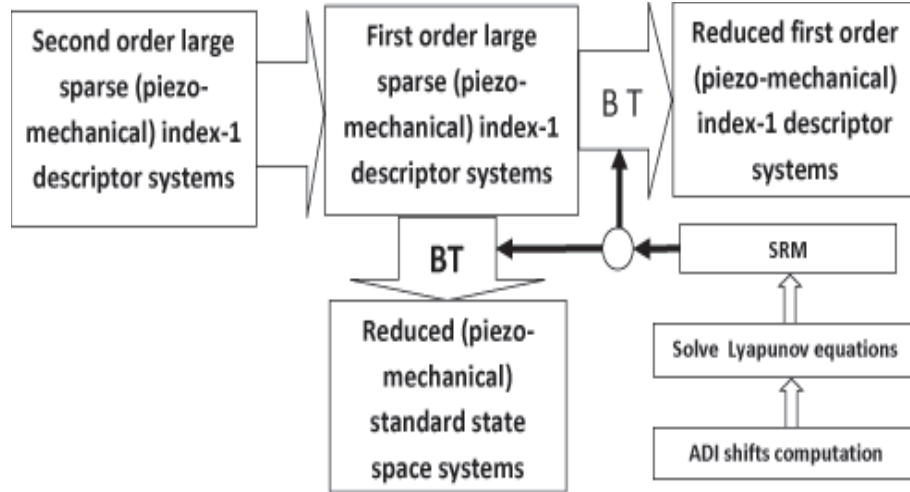 Second order large
sparse (piezo-
mechanical) index-1
descriptor systems
First order large
sparse (piezo-
mechanical) index-1
descriptor systems
B T
Reduced first order
(piezo-mechanical)
index-1 descriptor
systems
BT
SRM
Reduced (piezo-
mechanical)
standard state
space systems
Solve Lyapunov equations
ADI shifts computation